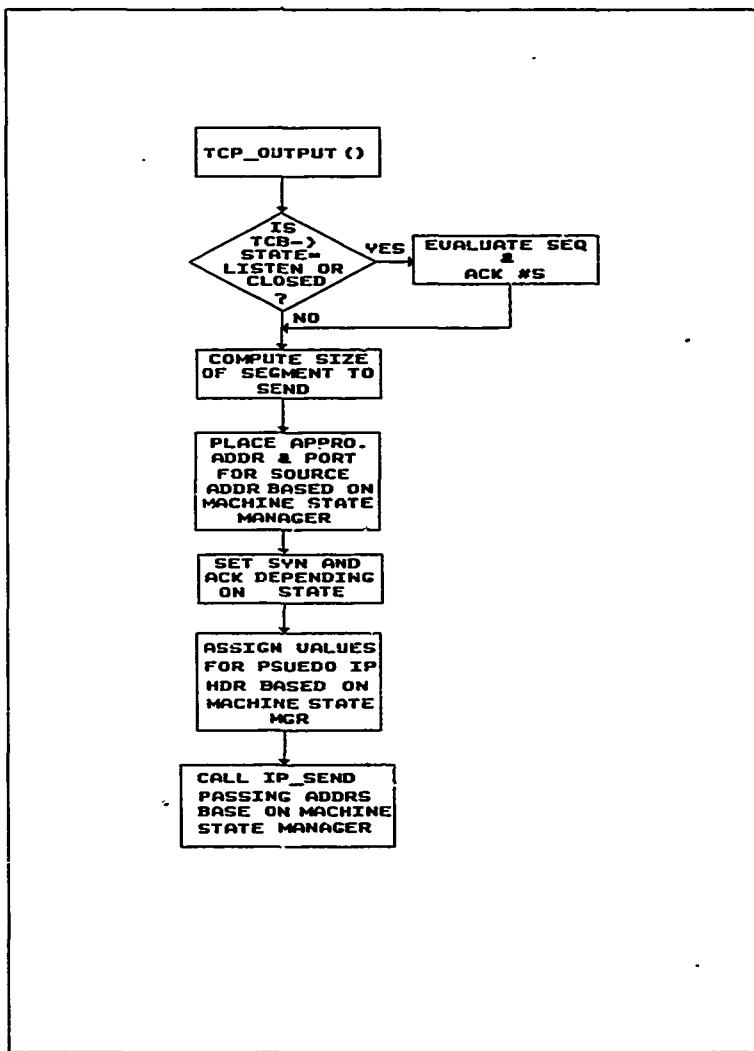 TCP_OUTPUT ()
IS
TCB->
STATE=
LISTEN OR
CLOSED
?
YES
EVALUATE SEQ
&
ACK #S
NO
COMPUTE SIZE
OF SEGMENT TO
SEND
PLACE APPRO.
ADDR & PORT
FOR SOURCE
ADDR BASED ON
MACHINE STATE
MANAGER
SET SYN AND
ACK DEPENDING
ON STATE
ASSIGN VALUES
FOR PSUEDO IP
HDR BASED ON
MACHINE STATE
MGR
CALL IP_SEND
PASSING ADDRS
BASE ON MACHINE
STATE MANAGER